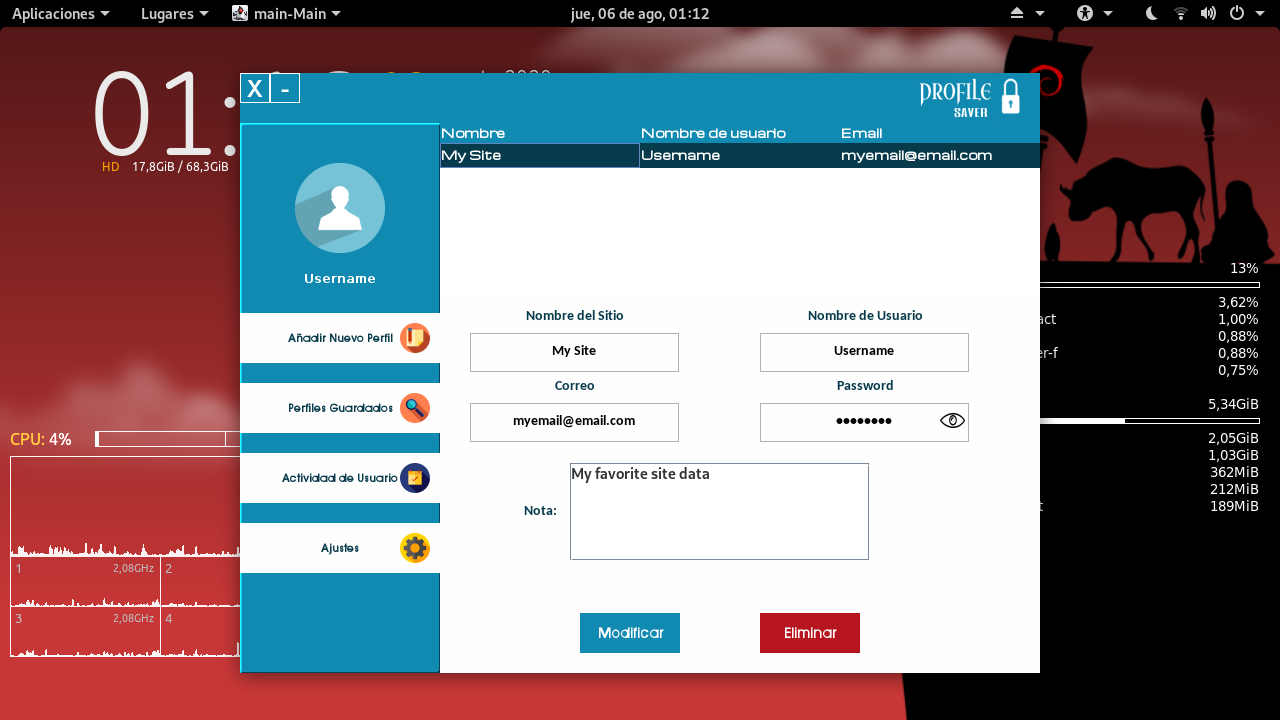 Aplicaciones Lugares main-Main jue, 06 de ago, 01:12
01:
HD 17,8GiB / 68,3GiB
X -
PROFILE
SAVER
Nombre Nombre de usuario Email
My Site Username myemail@email.com
Username
Añadir Nuevo Perfil
Perfiles Guardados
Actividad de Usuario
Ajustes
Nombre del Sitio Nombre de Usuario
My Site Username
Correo Password
myemail@email.com ••••••••
Nota: My favorite site data
Modificar Eliminar
CPU: 4%
1 2,08GHz 2
3 2,08GHz 4
13%
3,62%
act 1,00%
0,88%
er-f 0,88%
0,75%
5,34GiB
2,05GiB
1,03GiB
362MiB
212MiB
t 189MiB